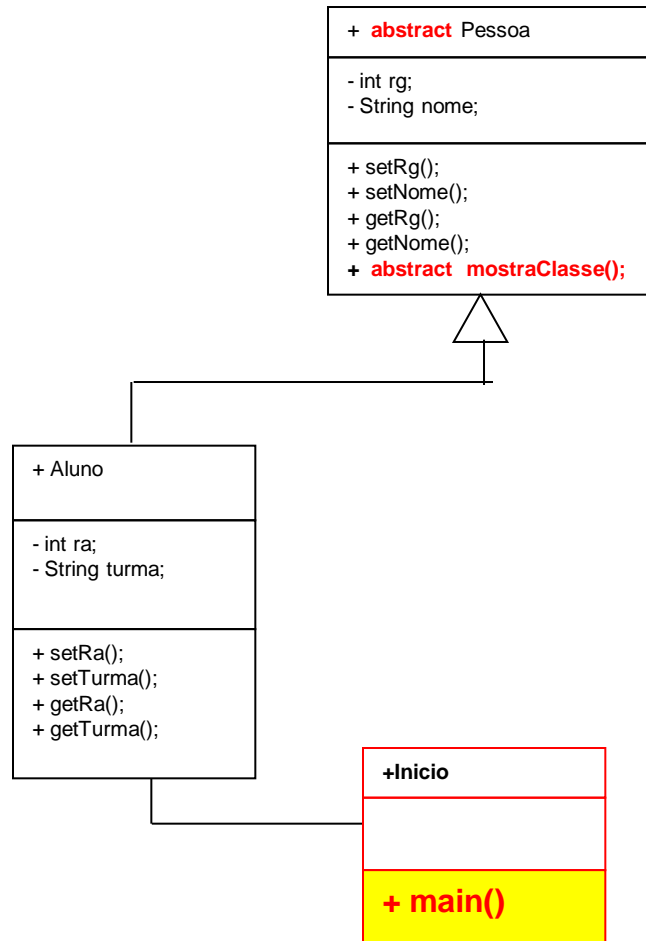 + abstract Pessoa
- int rg;
- String nome;
+ setRg();
+ setNome();
+ getRg();
+ getNome();
+ abstract mostraClasse();
+ Aluno
- int ra;
- String turma;
+ setRa();
+ setTurma();
+ getRa();
+ getTurma();
+Inicio
+ main()